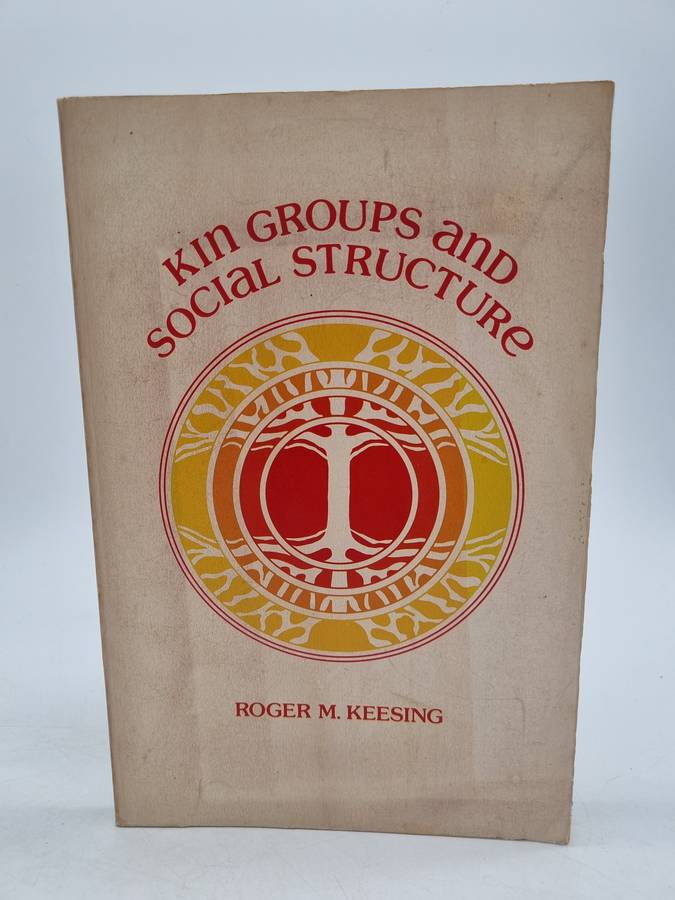 KIn GROUPS anD
SOCIaL STRUCTURe
ROGER M. KEESING